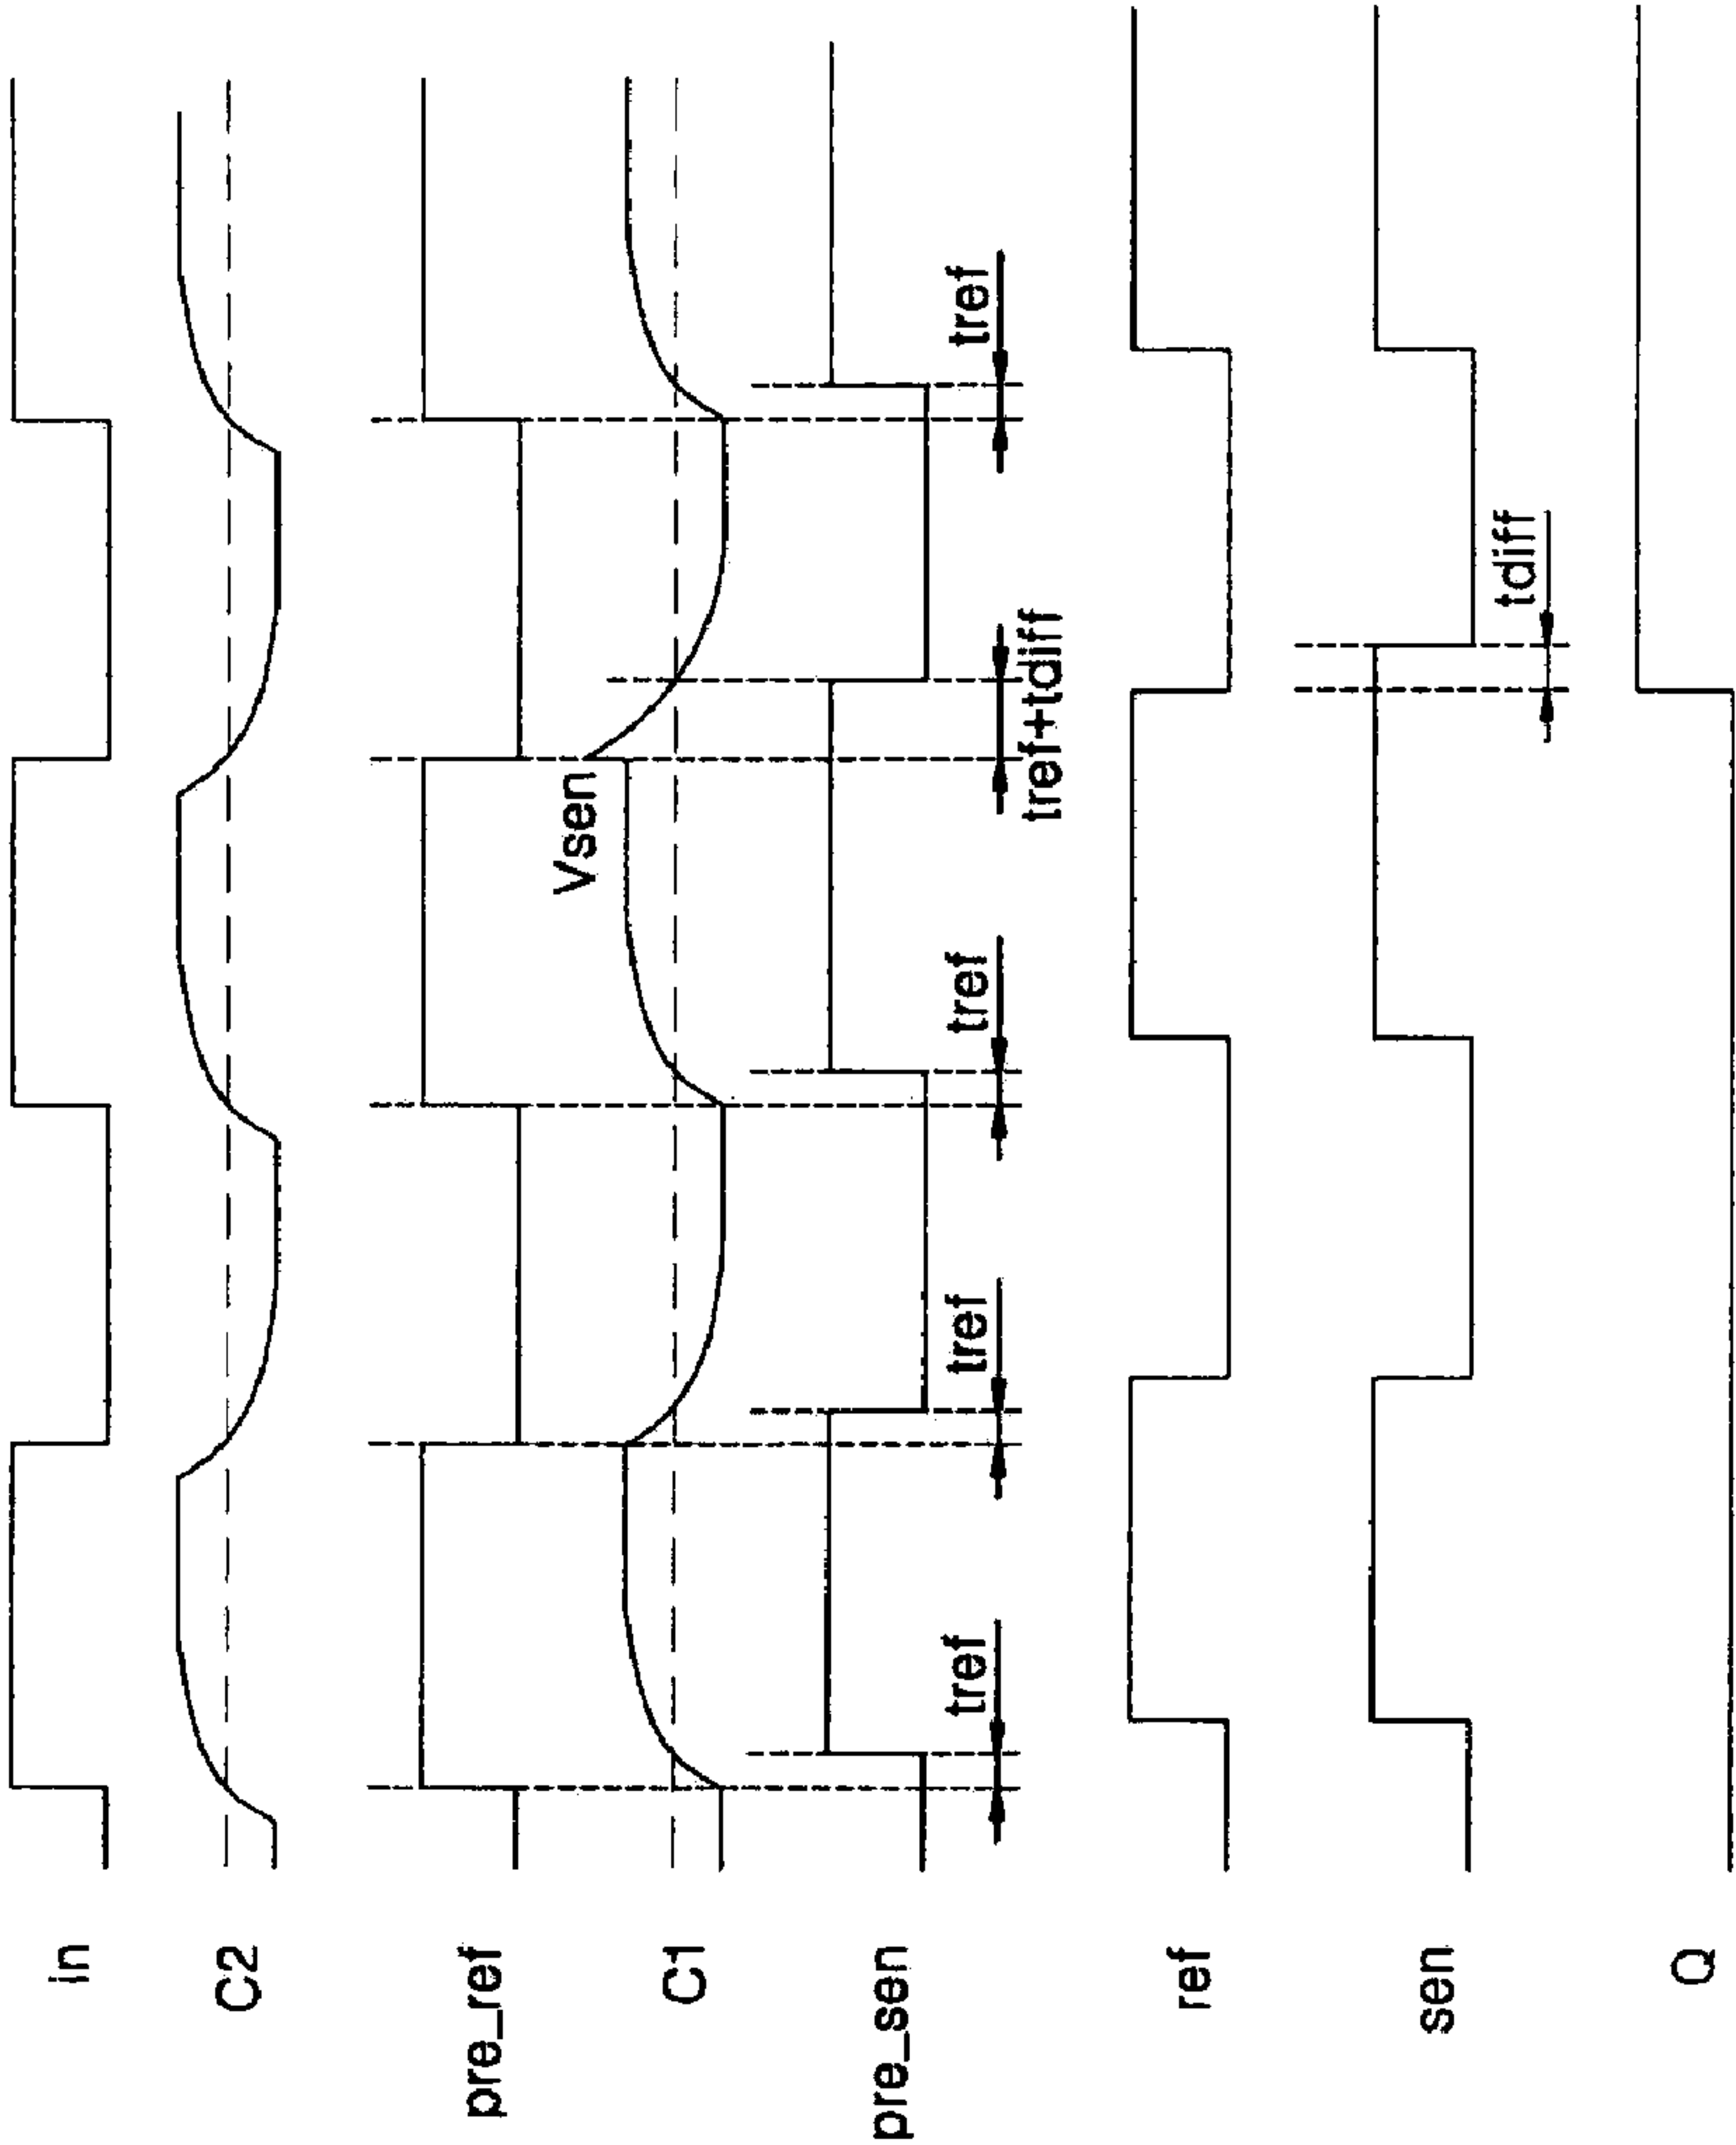 in
C2
pre_ref
Vsen
C1
pre_sen
tref
tref
tref
tref+tdiff
tref
ref
sen
tdiff
Q